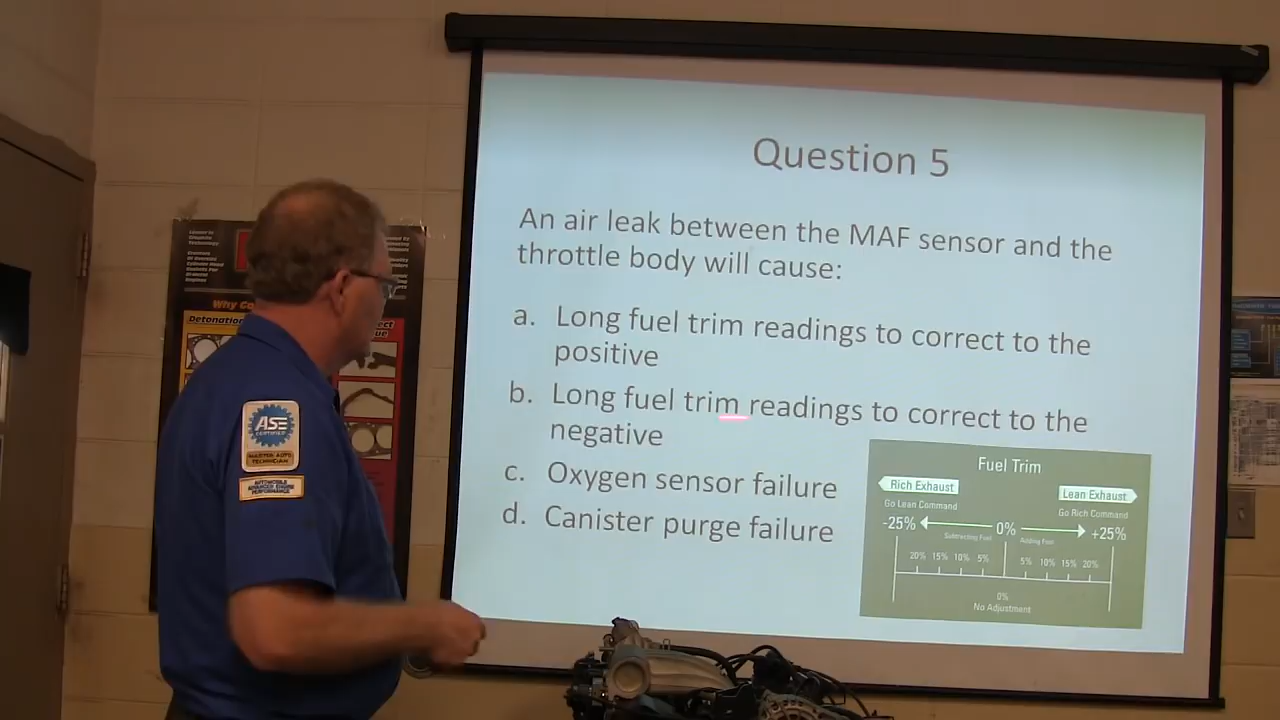 Question 5
An air leak between the MAF sensor and the
throttle body will cause:
a. Long fuel trim readings to correct to the
positive
b. Long fuel trim readings to correct to the
negative
c. Oxygen sensor failure
d. Canister purge failure
Fuel Trim
Rich Exhaust
Lean Exhaust
Go Lean Command
Go Rich Command
-25% 0% +25%
Subtracting Fuel Adding Fuel
20% 15% 10% 5% 5% 10% 15% 20%
0%
No Adjustment
Why Go
Detonation
ASE
CERTIFIED
MASTER AUTO
TECHNICIAN
AUTOMOBILE
ADVANCED ENGINE
PERFORMANCE